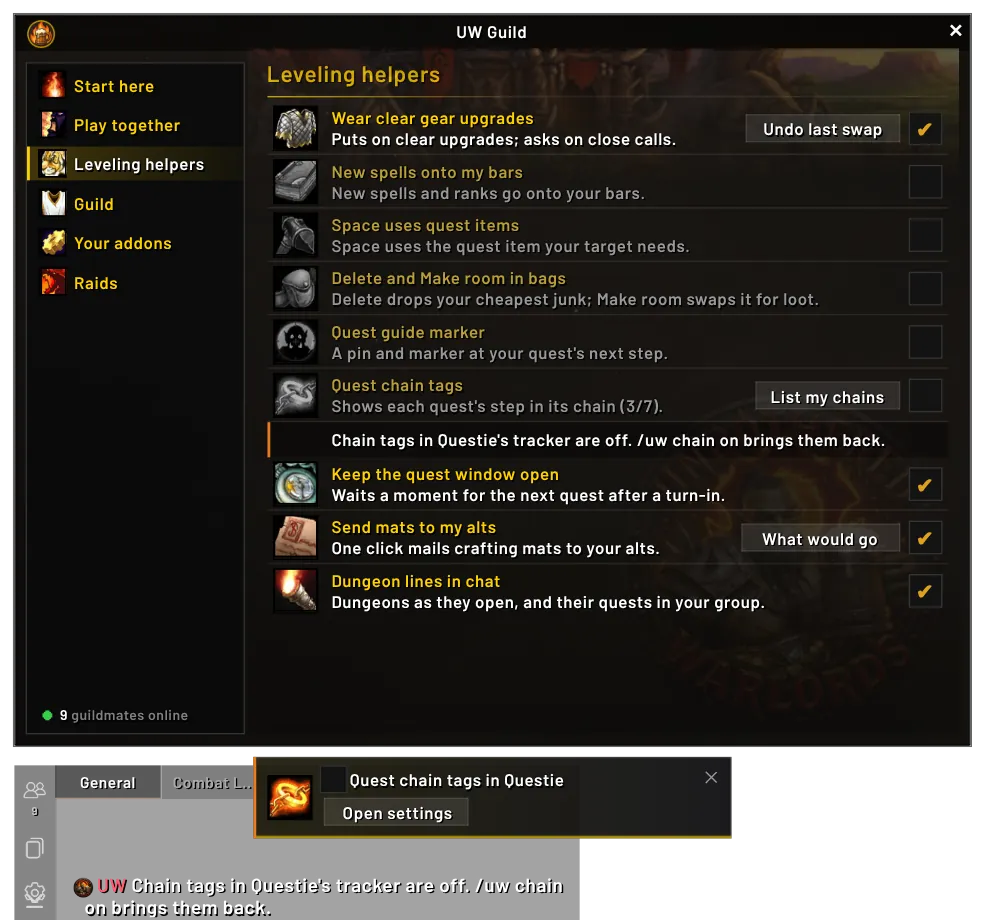 UW Guild
Start here
Play together
Leveling helpers
Guild
Your addons
Raids
9 guildmates online
Leveling helpers
Wear clear gear upgrades
Puts on clear upgrades; asks on close calls.
Undo last swap
New spells onto my bars
New spells and ranks go onto your bars.
Space uses quest items
Space uses the quest item your target needs.
Delete and Make room in bags
Delete drops your cheapest junk; Make room swaps it for loot.
Quest guide marker
A pin and marker at your quest's next step.
Quest chain tags
Shows each quest's step in its chain (3/7).
List my chains
Chain tags in Questie's tracker are off. /uw chain on brings them back.
Keep the quest window open
Waits a moment for the next quest after a turn-in.
Send mats to my alts
One click mails crafting mats to your alts.
What would go
Dungeon lines in chat
Dungeons as they open, and their quests in your group.
WARLORDS
9
General
Combat L...
Quest chain tags in Questie
Open settings
UW Chain tags in Questie's tracker are off. /uw chain
on brings them back.